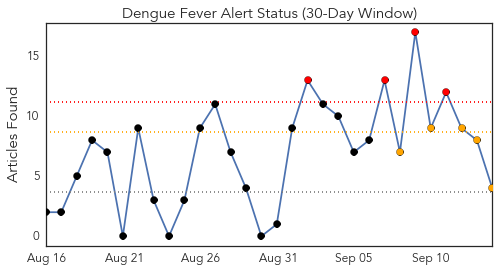 Dengue Fever Alert Status (30-Day Window)
Articles Found
15
10
5
0
Aug 16 Aug 21 Aug 26 Aug 31 Sep 05 Sep 10